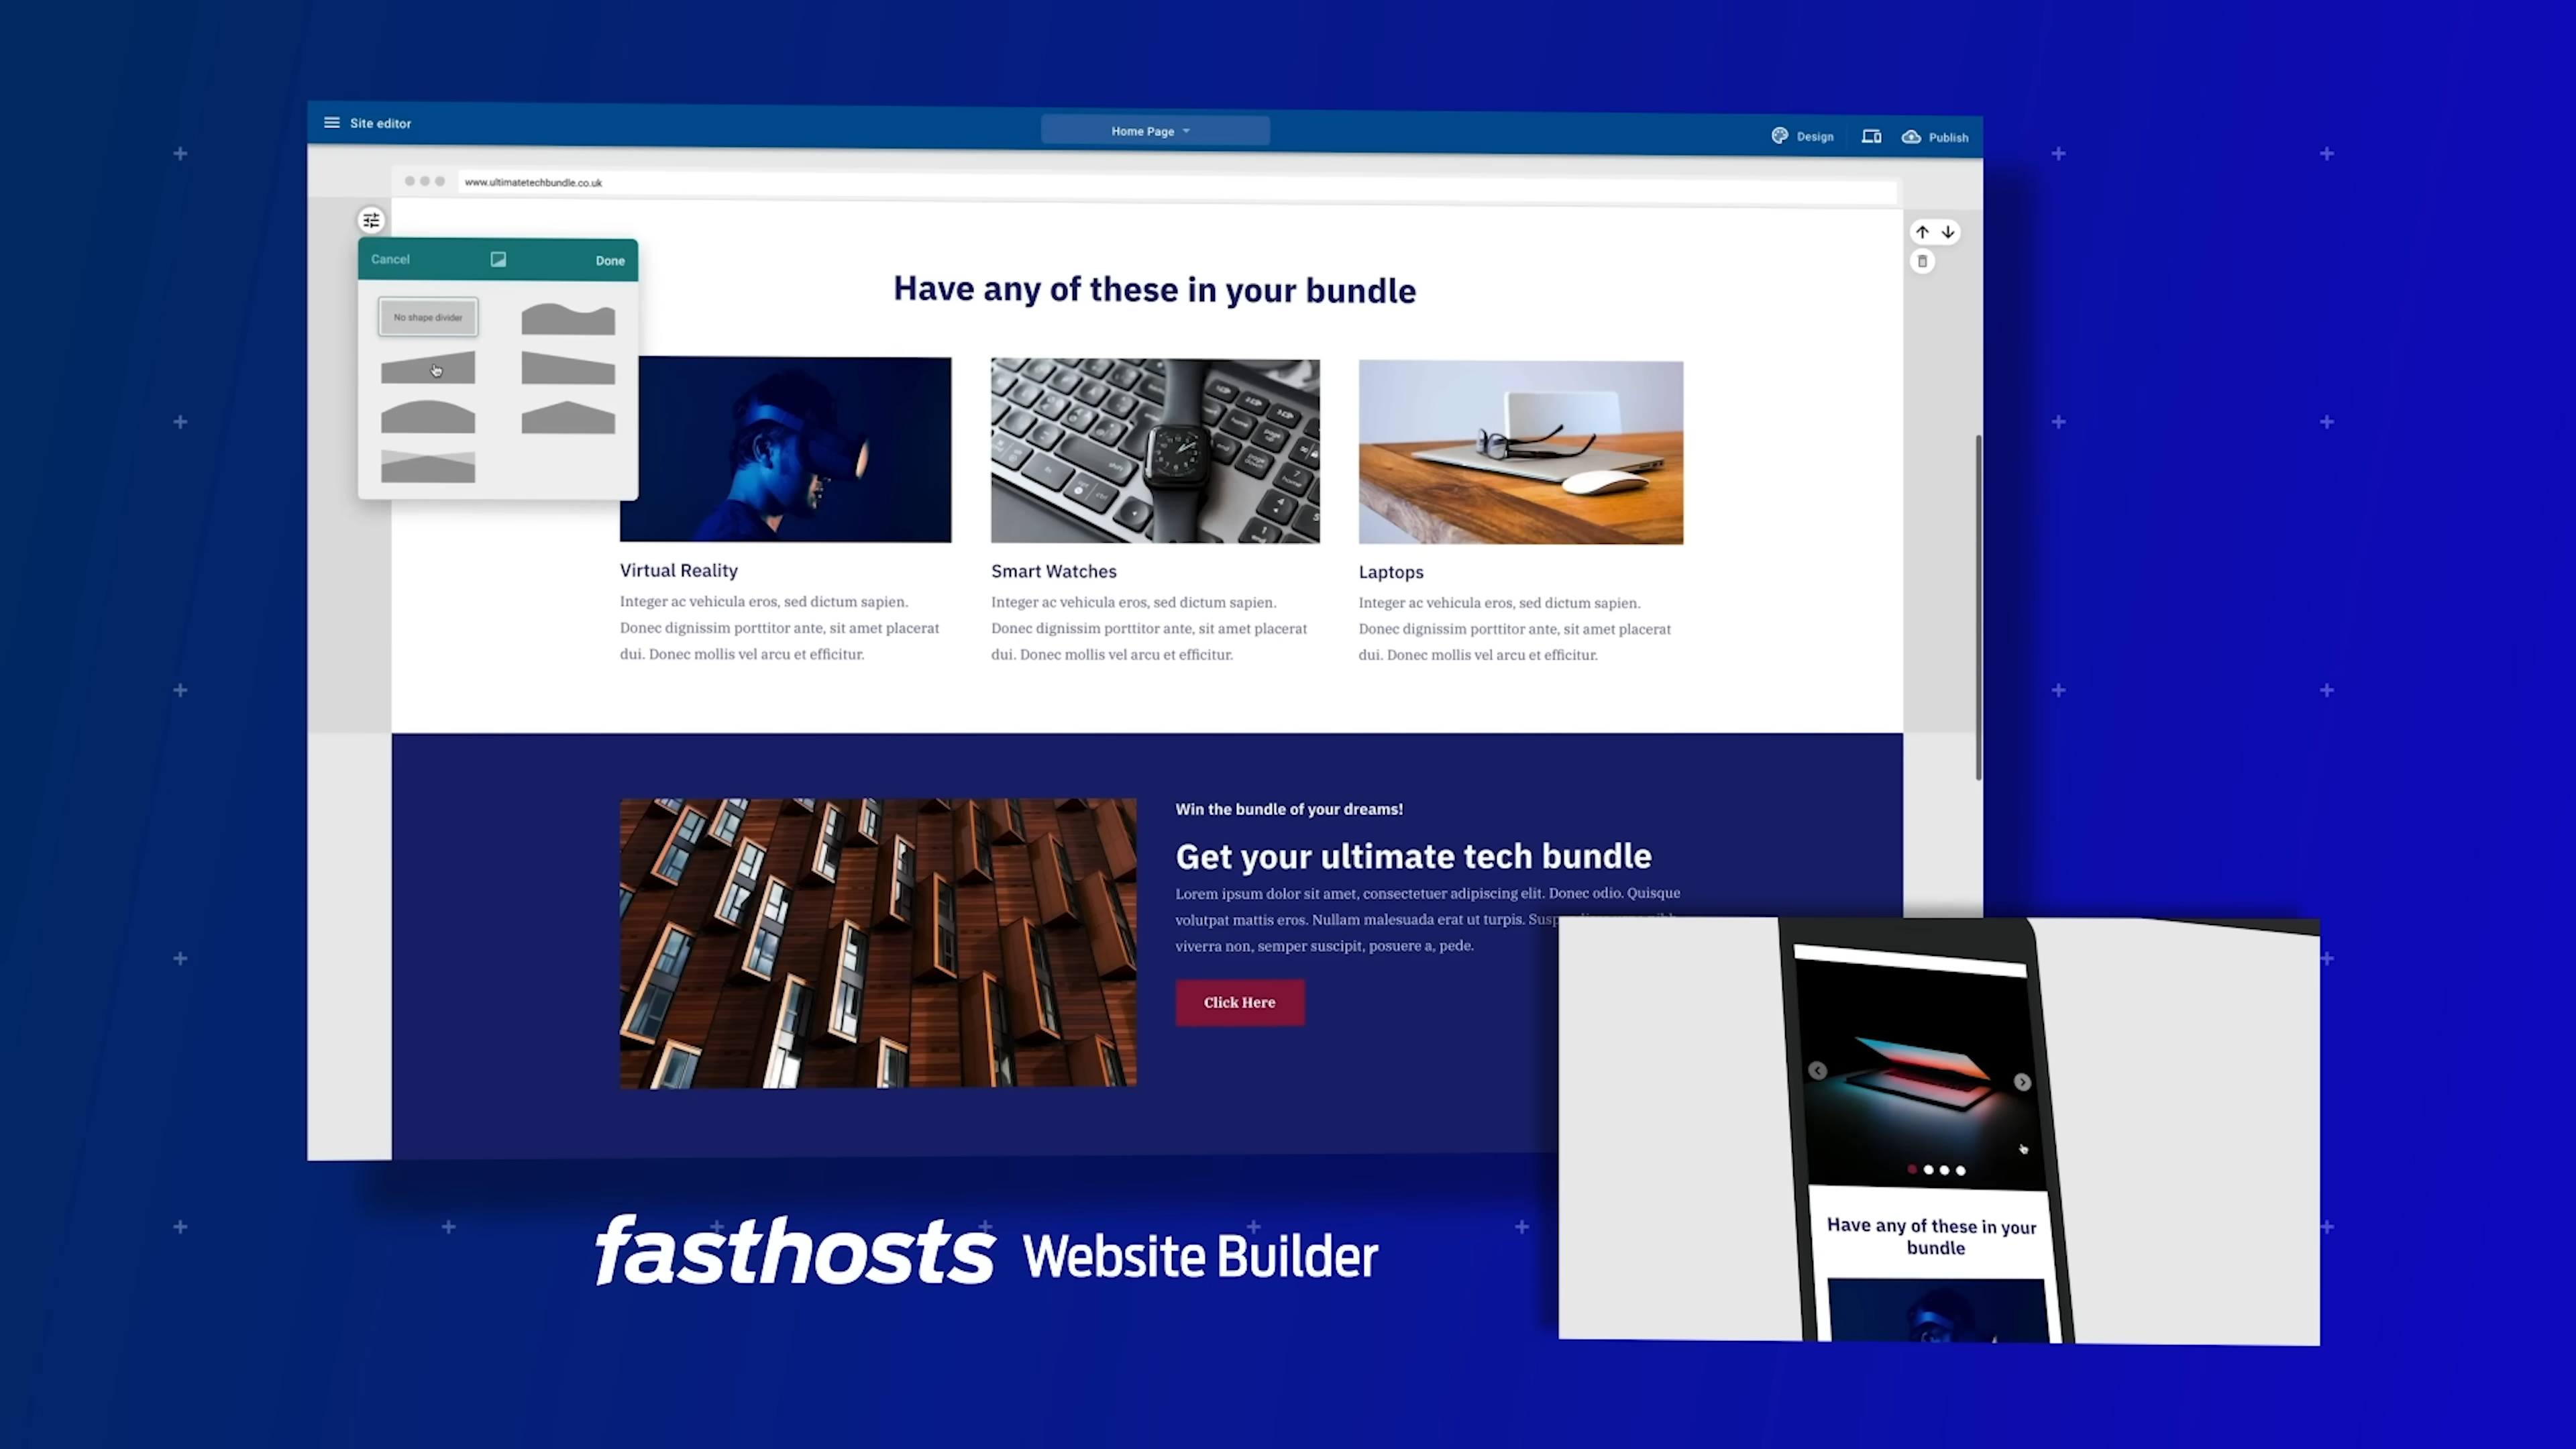 Site editor
Home Page
Design
Publish
www.ultimatetechbundle.co.uk
Cancel
Done
No shape divider
Have any of these in your bundle
Virtual Reality
Integer ac vehicula eros, sed dictum sapien.
Donec dignissim porttitor ante, sit amet placerat
dui. Donec mollis vel arcu et efficitur.
Smart Watches
Integer ac vehicula eros, sed dictum sapien.
Donec dignissim porttitor ante, sit amet placerat
dui. Donec mollis vel arcu et efficitur.
Laptops
Integer ac vehicula eros, sed dictum sapien.
Donec dignissim porttitor ante, sit amet placerat
dui. Donec mollis vel arcu et efficitur.
Win the bundle of your dreams!
Get your ultimate tech bundle
Lorem ipsum dolor sit amet, consectetuer adipiscing elit. Donec odio. Quisque
volutpat mattis eros. Nullam malesuada erat ut turpis.
viverra non, semper suscipit, posuere a, pede.
Click Here
Have any of these in your
bundle
fasthosts Website Builder